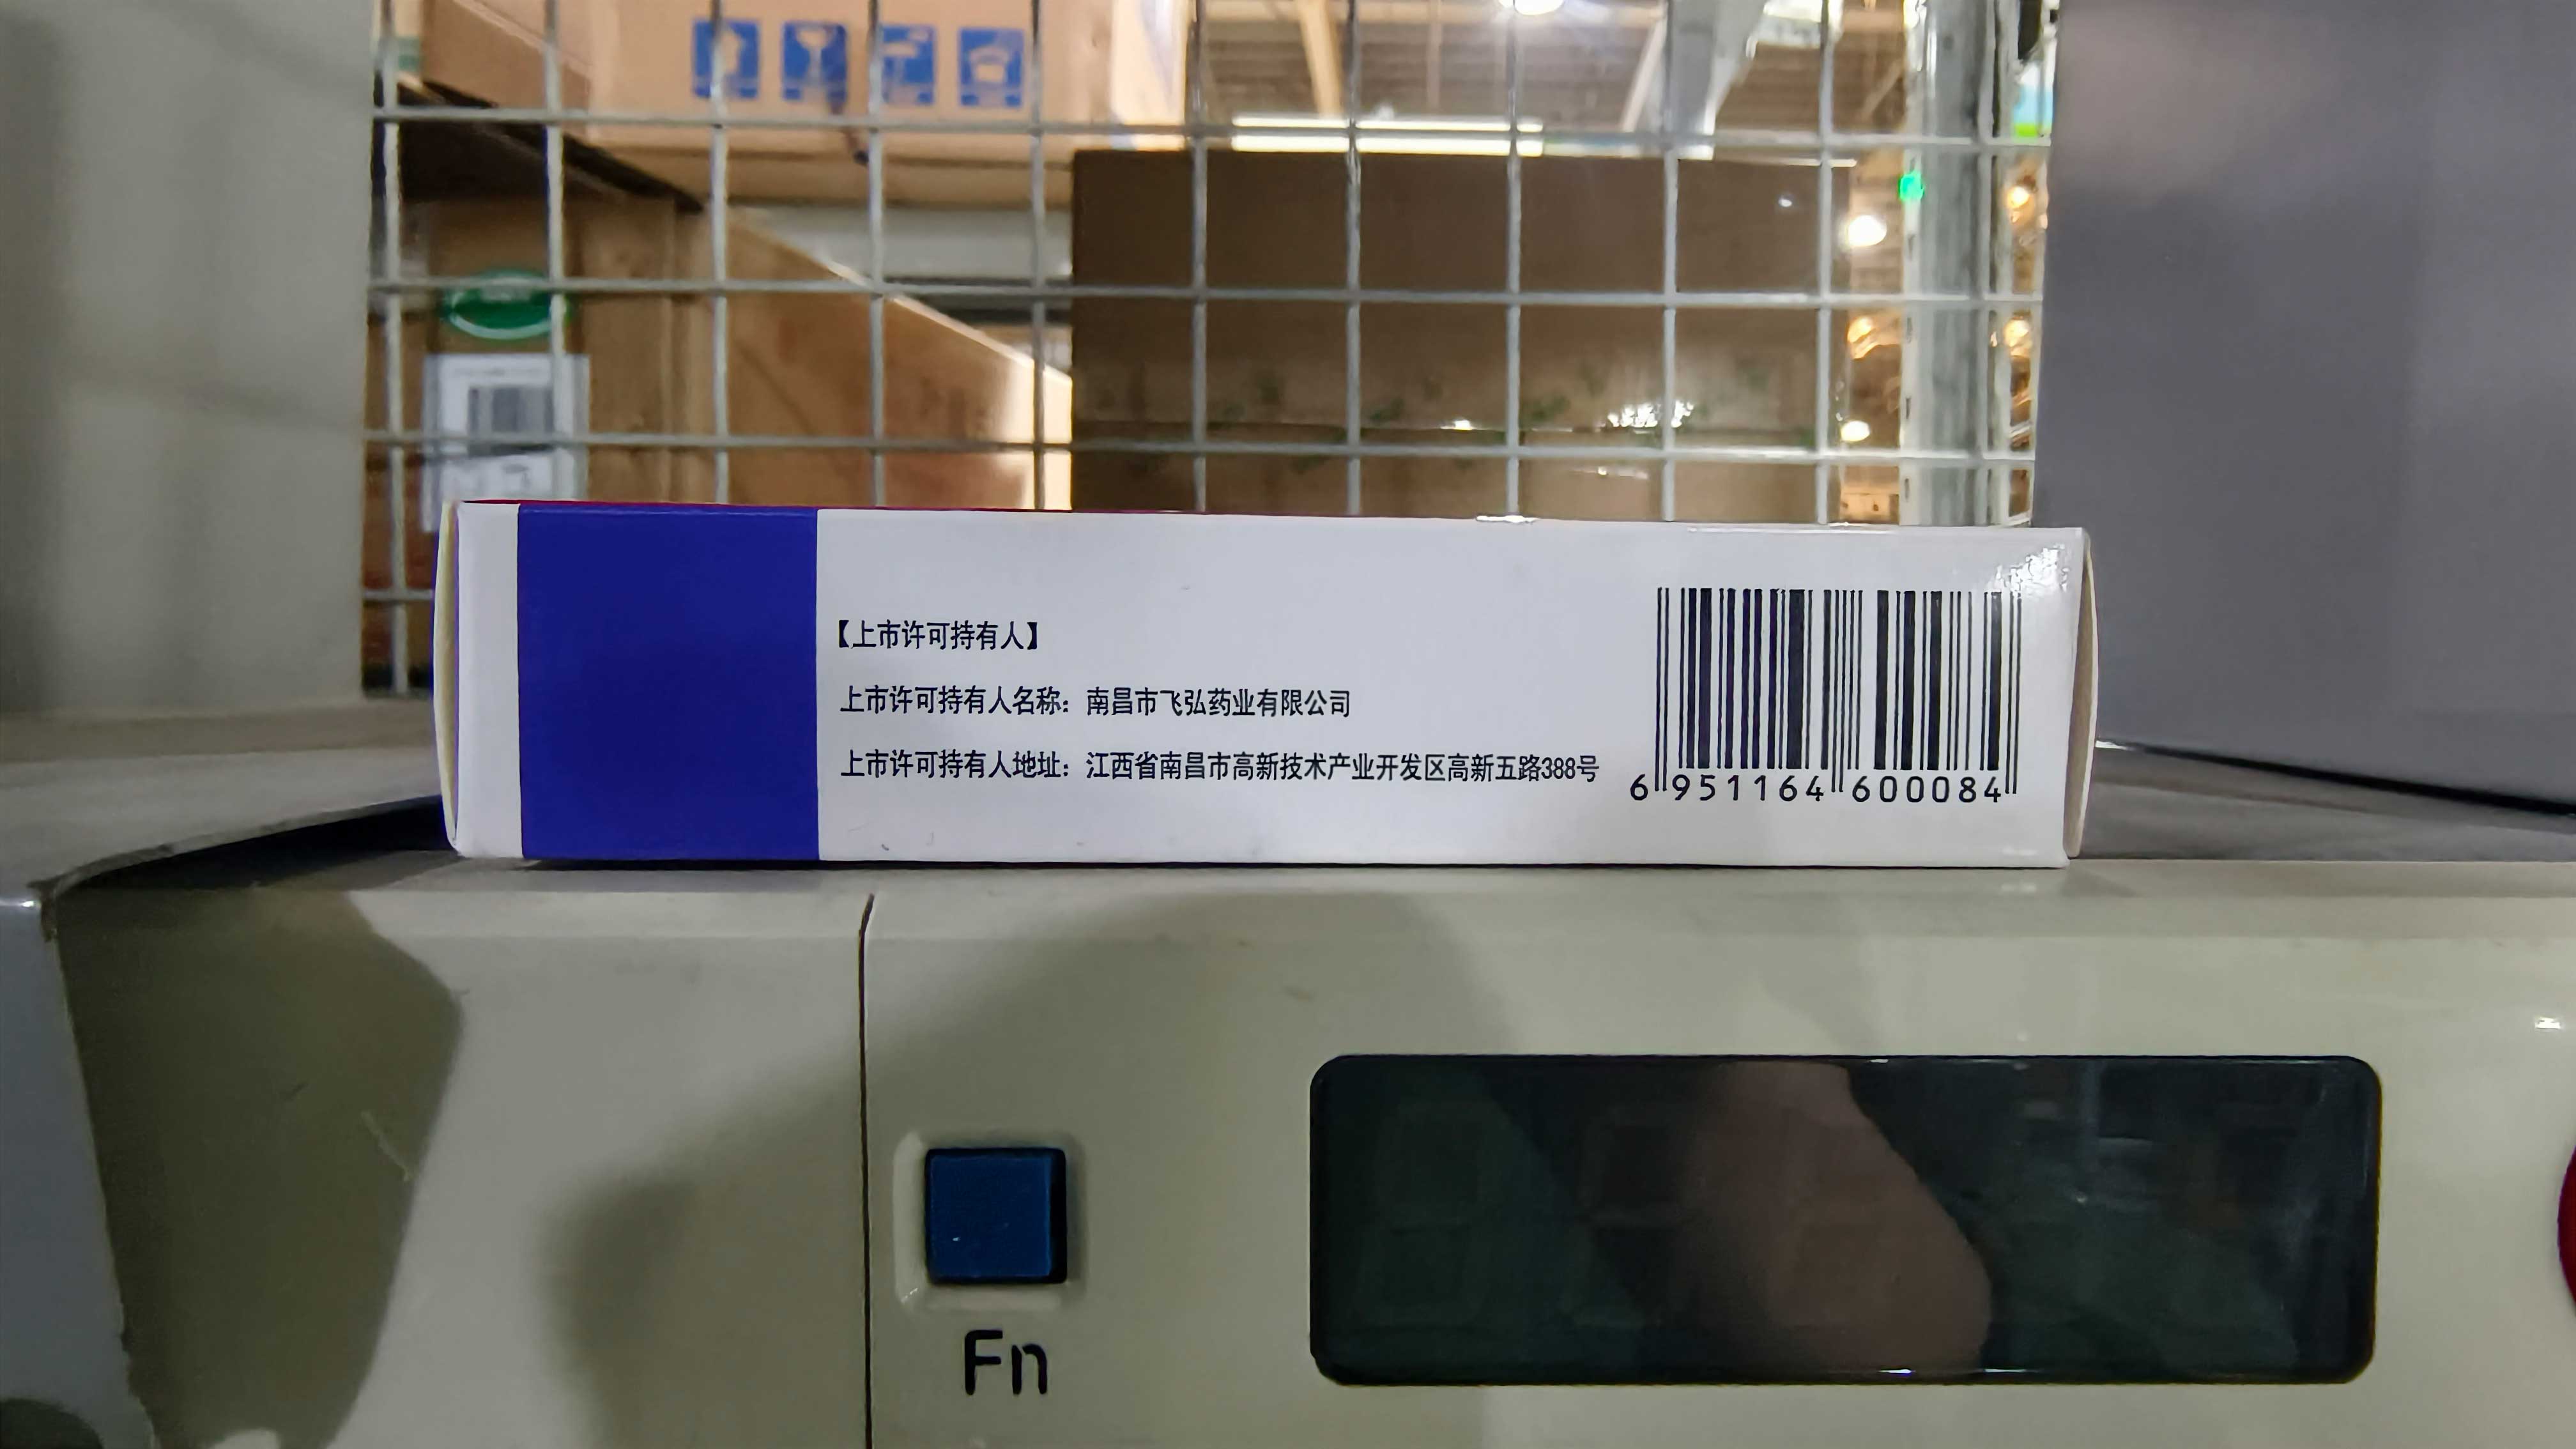 【上市许可持有人】
上市许可持有人名称：南昌市飞弘药业有限公司
上市许可持有人地址：江西省南昌市高新技术产业开发区高新五路388号
6 951164 600084
Fn